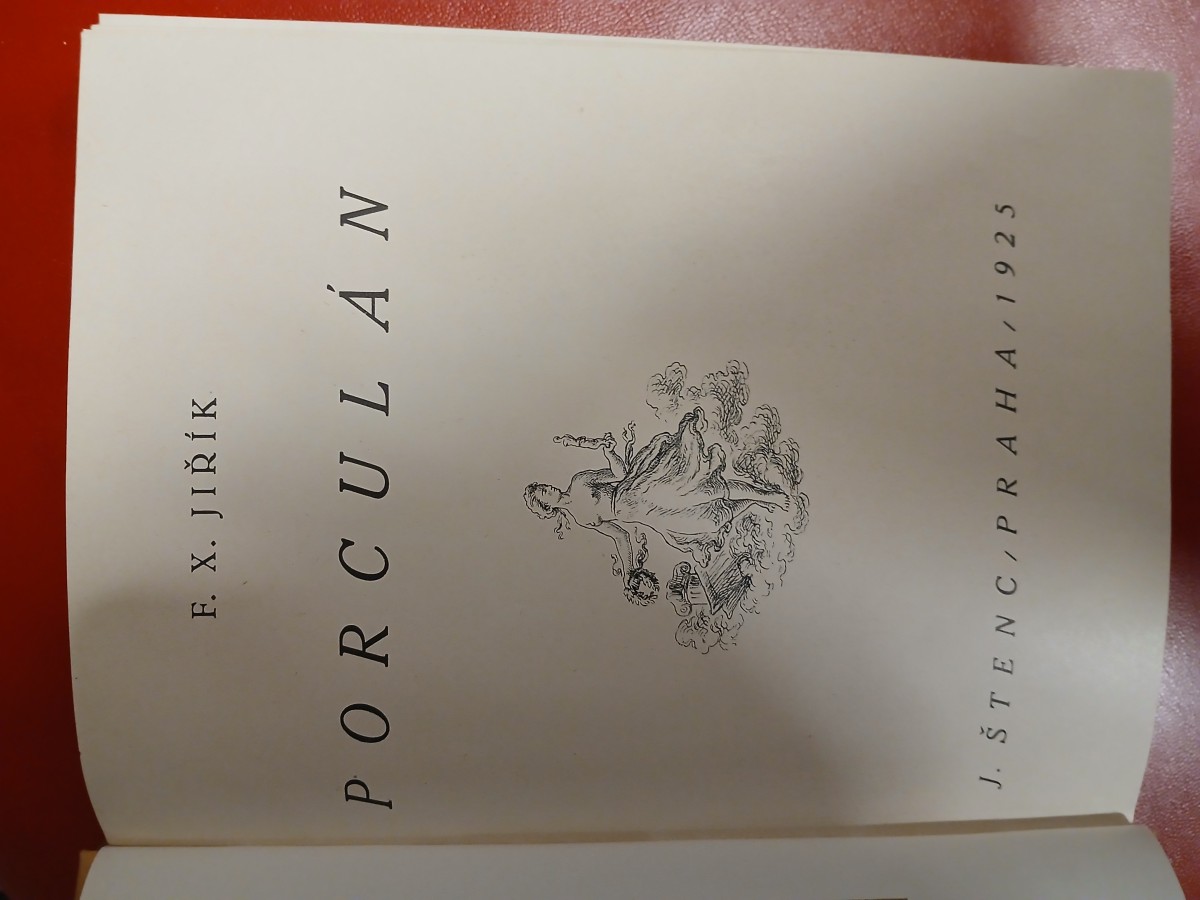 F. X. JIŘÍK
PORCULÁN
J. ŠTENC/PRAHA/1925